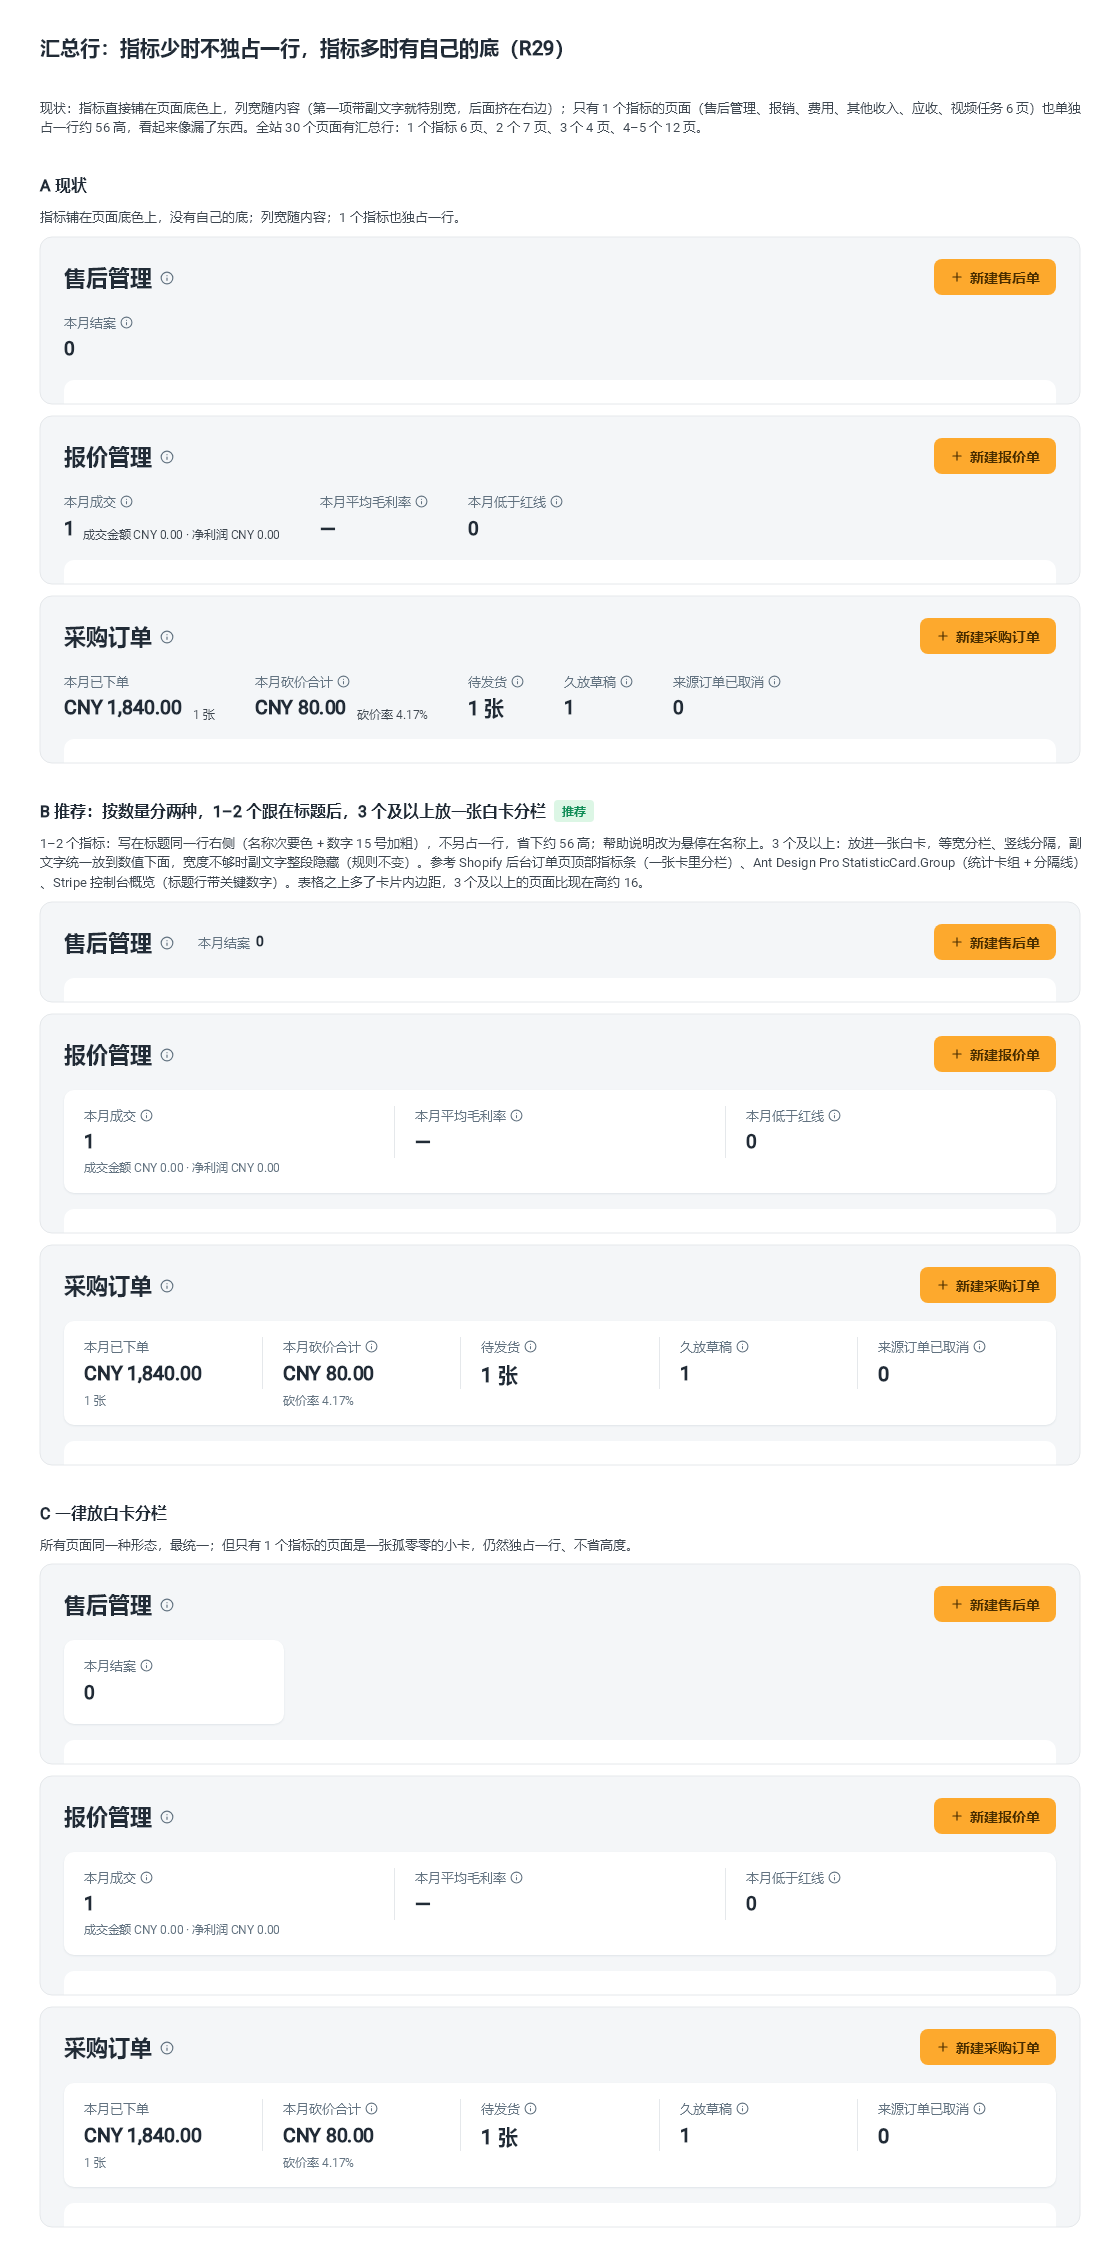 汇总行：指标少时不独占一行，指标多时有自己的底（R29）
现状：指标直接铺在页面底色上，列宽随内容（第一项带副文字就特别宽，后面挤在右边）；只有 1 个指标的页面（售后管理、报销、费用、其他收入、应收、视频任务 6 页）也单独
占一行约 56 高，看起来像漏了东西。全站 30 个页面有汇总行：1 个指标 6 页、2 个 7 页、3 个 4 页、4–5 个 12 页。
A 现状
指标铺在页面底色上，没有自己的底；列宽随内容；1 个指标也独占一行。
售后管理
+ 新建售后单
本月结案
0
报价管理
+ 新建报价单
本月成交 本月平均毛利率 本月低于红线
1 成交金额 CNY 0.00 · 净利润 CNY 0.00 — 0
采购订单
+ 新建采购订单
本月已下单 本月砍价合计 待发货 久放草稿 来源订单已取消
CNY 1,840.00 1 张 CNY 80.00 砍价率 4.17% 1 张 1 0
B 推荐：按数量分两种，1–2 个跟在标题后，3 个及以上放一张白卡分栏 推荐
1–2 个指标：写在标题同一行右侧（名称次要色 + 数字 15 号加粗），不另占一行，省下约 56 高；帮助说明改为悬停在名称上。3 个及以上：放进一张白卡，等宽分栏、竖线分隔，副
文字统一放到数值下面，宽度不够时副文字整段隐藏（规则不变）。参考 Shopify 后台订单页顶部指标条（一张卡里分栏）、Ant Design Pro StatisticCard.Group（统计卡组 + 分隔线）
、Stripe 控制台概览（标题行带关键数字）。表格之上多了卡片内边距，3 个及以上的页面比现在高约 16。
售后管理 本月结案 0
+ 新建售后单
报价管理
+ 新建报价单
本月成交 本月平均毛利率 本月低于红线
1 — 0
成交金额 CNY 0.00 · 净利润 CNY 0.00
采购订单
+ 新建采购订单
本月已下单 本月砍价合计 待发货 久放草稿 来源订单已取消
CNY 1,840.00 CNY 80.00 1 张 1 0
1 张 砍价率 4.17%
C 一律放白卡分栏
所有页面同一种形态，最统一；但只有 1 个指标的页面是一张孤零零的小卡，仍然独占一行、不省高度。
售后管理
+ 新建售后单
本月结案
0
报价管理
+ 新建报价单
本月成交 本月平均毛利率 本月低于红线
1 — 0
成交金额 CNY 0.00 · 净利润 CNY 0.00
采购订单
+ 新建采购订单
本月已下单 本月砍价合计 待发货 久放草稿 来源订单已取消
CNY 1,840.00 CNY 80.00 1 张 1 0
1 张 砍价率 4.17%